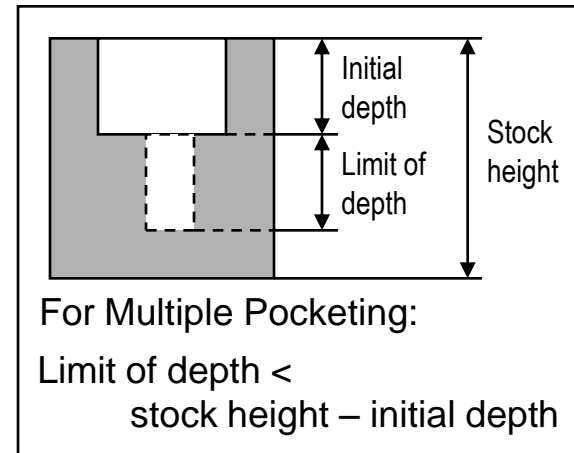 Initial
depth
Stock
height
Limit of
depth
For Multiple Pocketing:
Limit of depth <
stock height – initial depth